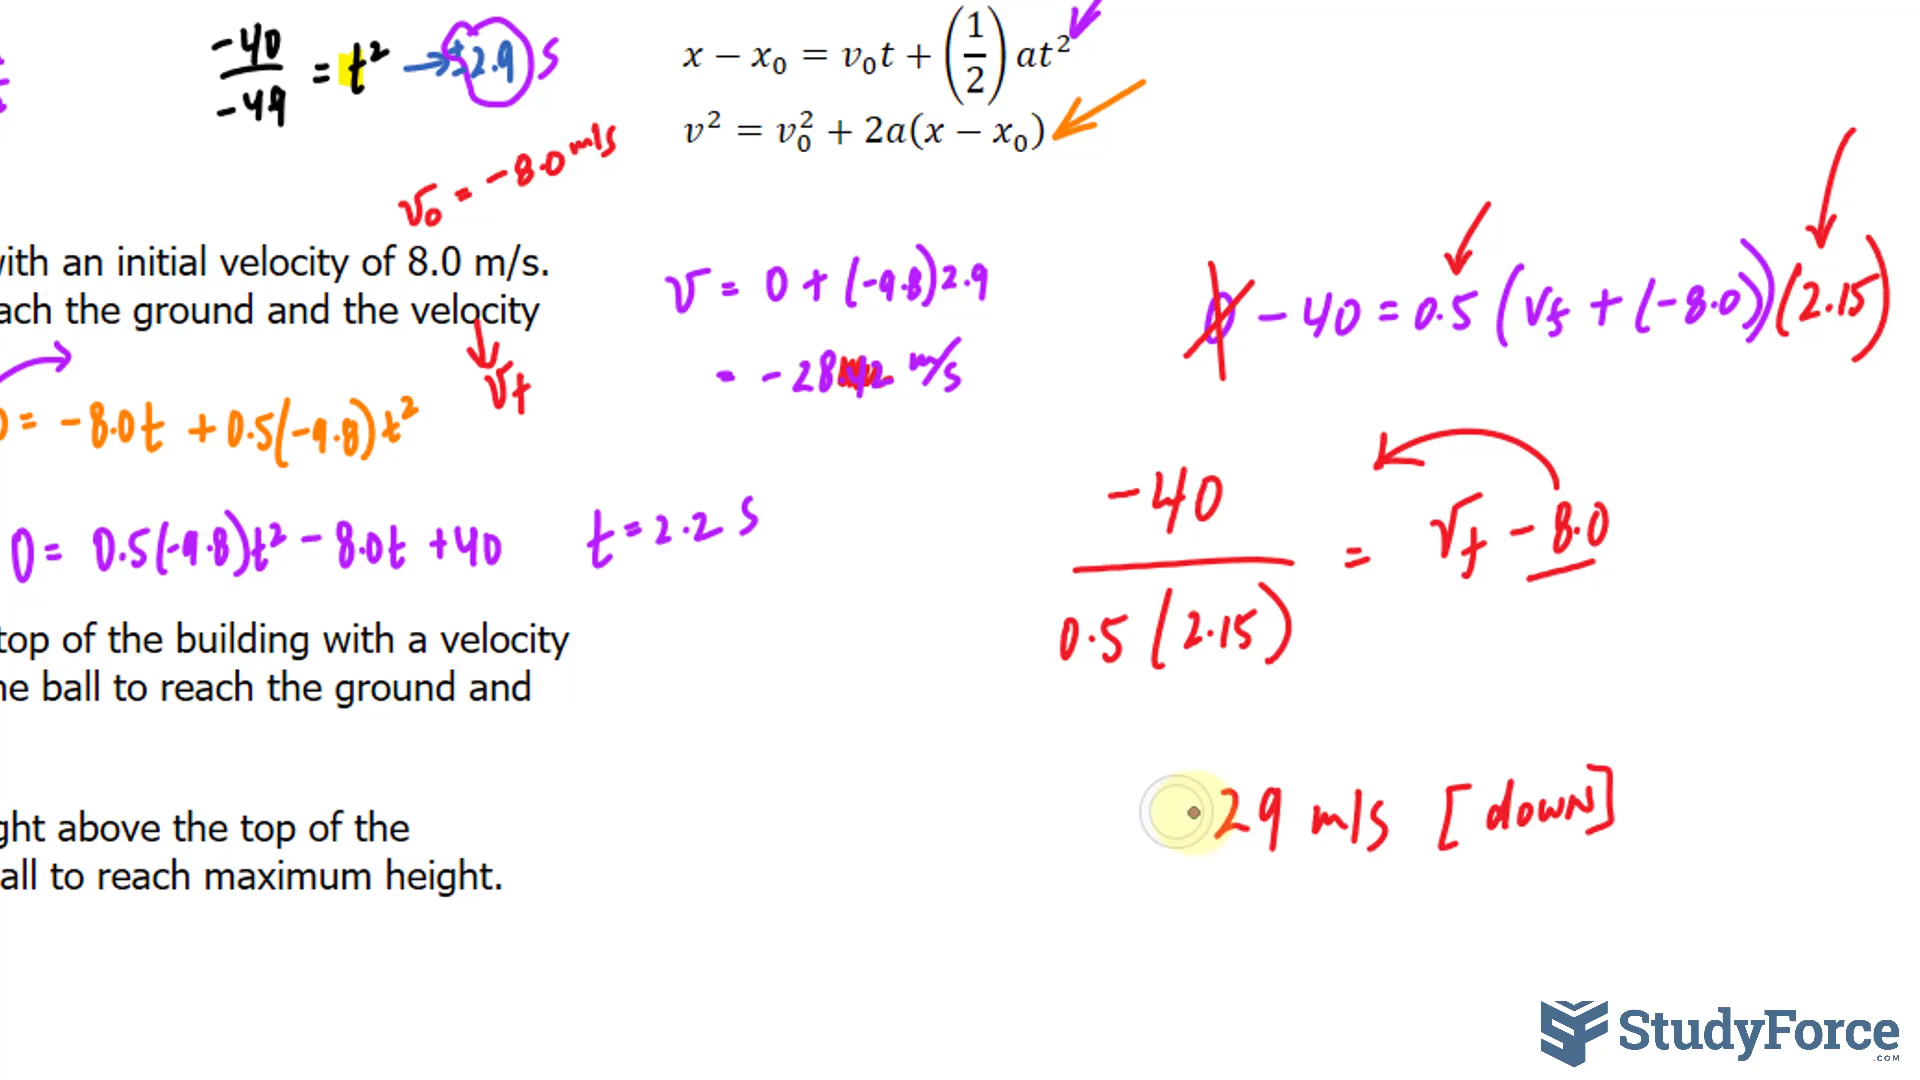 -40/-49 = t² → ±2.9 s
x − x₀ = v₀t + (1/2) at²
v² = v₀² + 2a(x − x₀)
v₀ = -8.0 m/s
with an initial velocity of 8.0 m/s.
ach the ground and the velocity
vf
v = 0 + (-9.8)2.9
= -28 m/s
0 - 40 = 0.5 (vf + (-8.0))(2.15)
0 = -8.0t + 0.5(-9.8)t²
-40 / 0.5(2.15) = vf - 8.0
0 = 0.5(-9.8)t² - 8.0t + 40 t = 2.2 s
top of the building with a velocity
ne ball to reach the ground and
29 m/s [down]
ght above the top of the
all to reach maximum height.
StudyForce
.COM